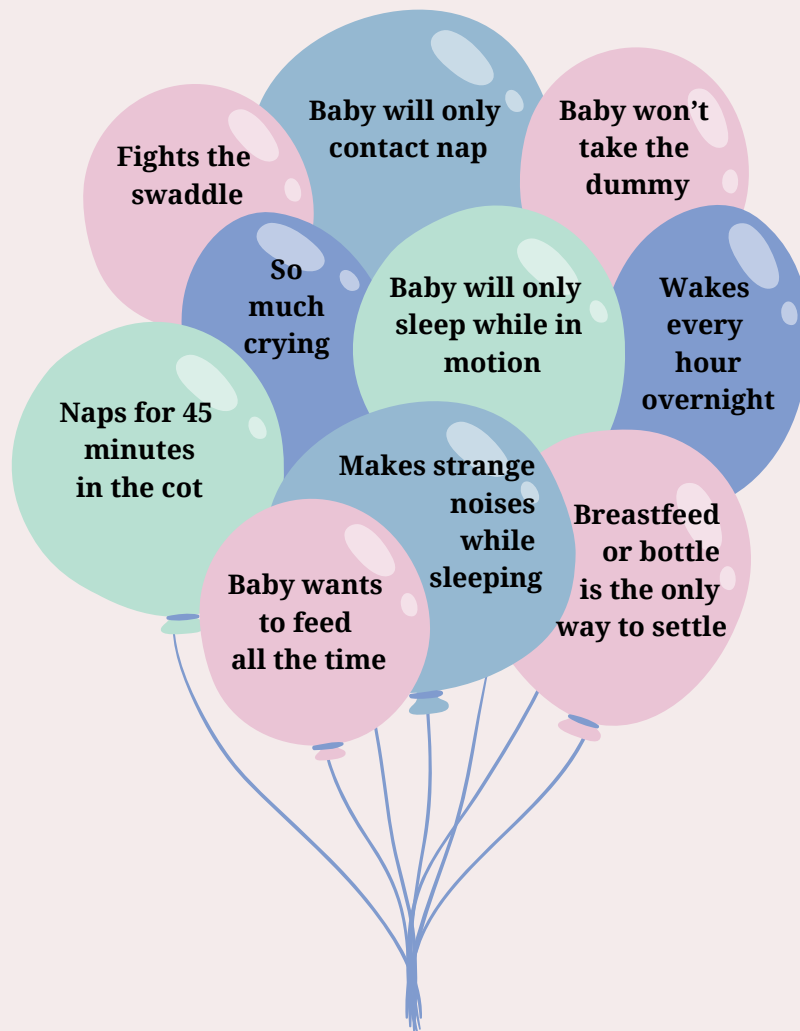 Fights the
swaddle
Baby will only
contact nap
Baby won’t
take the
dummy
So
much
crying
Baby will only
sleep while in
motion
Wakes
every
hour
overnight
Naps for 45
minutes
in the cot
Makes strange
noises
while
sleeping
Breastfeed
or bottle
is the only
way to settle
Baby wants
to feed
all the time